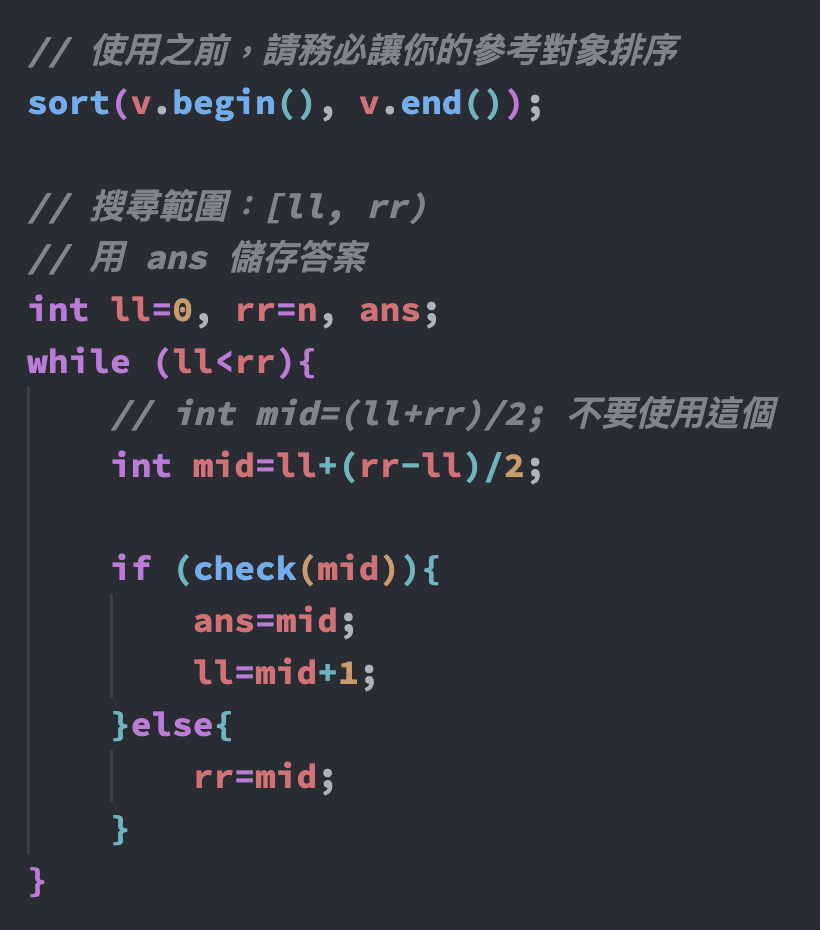 // 使用之前，請務必讓你的參考對象排序
sort(v.begin(), v.end());
// 搜尋範圍：[ll, rr)
// 用 ans 儲存答案
int ll=0, rr=n, ans;
while (ll<rr){
// int mid=(ll+rr)/2; 不要使用這個
int mid=ll+(rr-ll)/2;
if (check(mid)){
ans=mid;
ll=mid+1;
}else{
rr=mid;
}
}